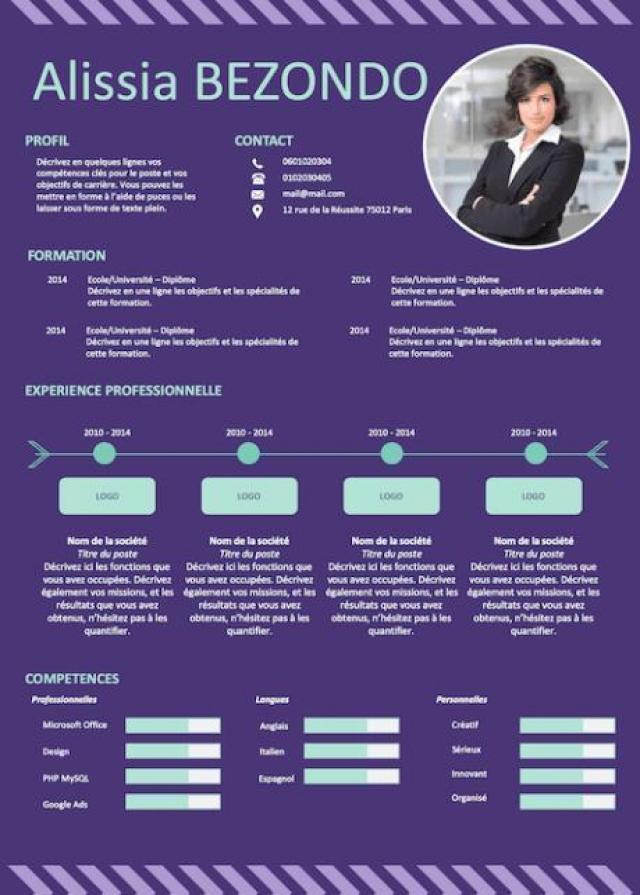 Alissia BEZONDO
PROFIL
Décrivez en quelques lignes vos
compétences clés pour le poste et vos
objectifs de carrière. Vous pouvez les
mettre en forme à l'aide de puces ou les
laisser sous forme de texte plein.
CONTACT
0601020304
0102030405
mail@mail.com
12 rue de la Réussite 75012 Paris
FORMATION
2014 Ecole/Université – Diplôme
Décrivez en une ligne les objectifs et les spécialités de
cette formation.
2014 Ecole/Université – Diplôme
Décrivez en une ligne les objectifs et les spécialités de
cette formation.
2014 Ecole/Université – Diplôme
Décrivez en une ligne les objectifs et les spécialités de
cette formation.
2014 Ecole/Université – Diplôme
Décrivez en une ligne les objectifs et les spécialités de
cette formation.
EXPERIENCE PROFESSIONNELLE
2010 - 2014
LOGO
Nom de la société
Titre du poste
Décrivez ici les fonctions que
vous avez occupées. Décrivez
également vos missions, et les
résultats que vous avez
obtenus, n'hésitez pas à les
quantifier.
2010 - 2014
LOGO
Nom de la société
Titre du poste
Décrivez ici les fonctions que
vous avez occupées. Décrivez
également vos missions, et les
résultats que vous avez
obtenus, n'hésitez pas à les
quantifier.
2010 - 2014
LOGO
Nom de la société
Titre du poste
Décrivez ici les fonctions que
vous avez occupées. Décrivez
également vos missions, et les
résultats que vous avez
obtenus, n'hésitez pas à les
quantifier.
2010 - 2014
LOGO
Nom de la société
Titre du poste
Décrivez ici les fonctions que
vous avez occupées. Décrivez
également vos missions, et les
résultats que vous avez
obtenus, n'hésitez pas à les
quantifier.
COMPETENCES
Professionnelles
Microsoft Office
Design
PHP MySQL
Google Ads
Langues
Anglais
Italien
Espagnol
Personnelles
Créatif
Sérieux
Innovant
Organisé